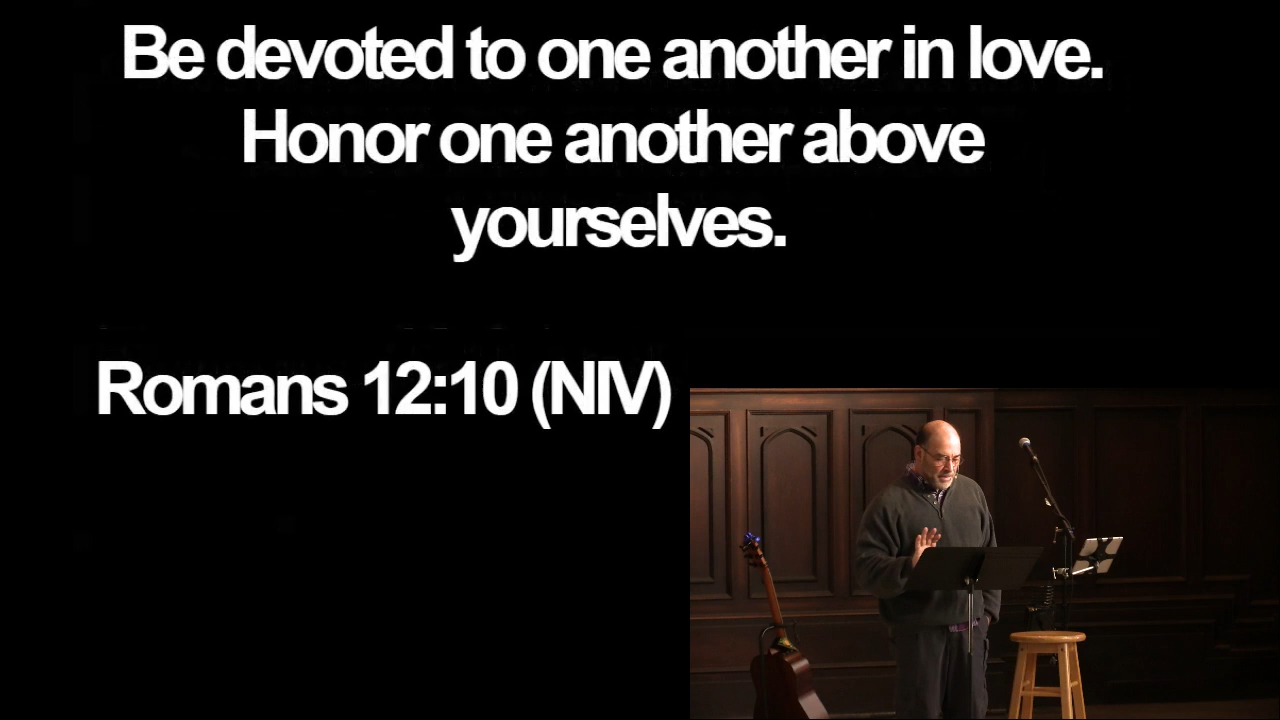 Be devoted to one another in love.
Honor one another above
yourselves.
Romans 12:10 (NIV)